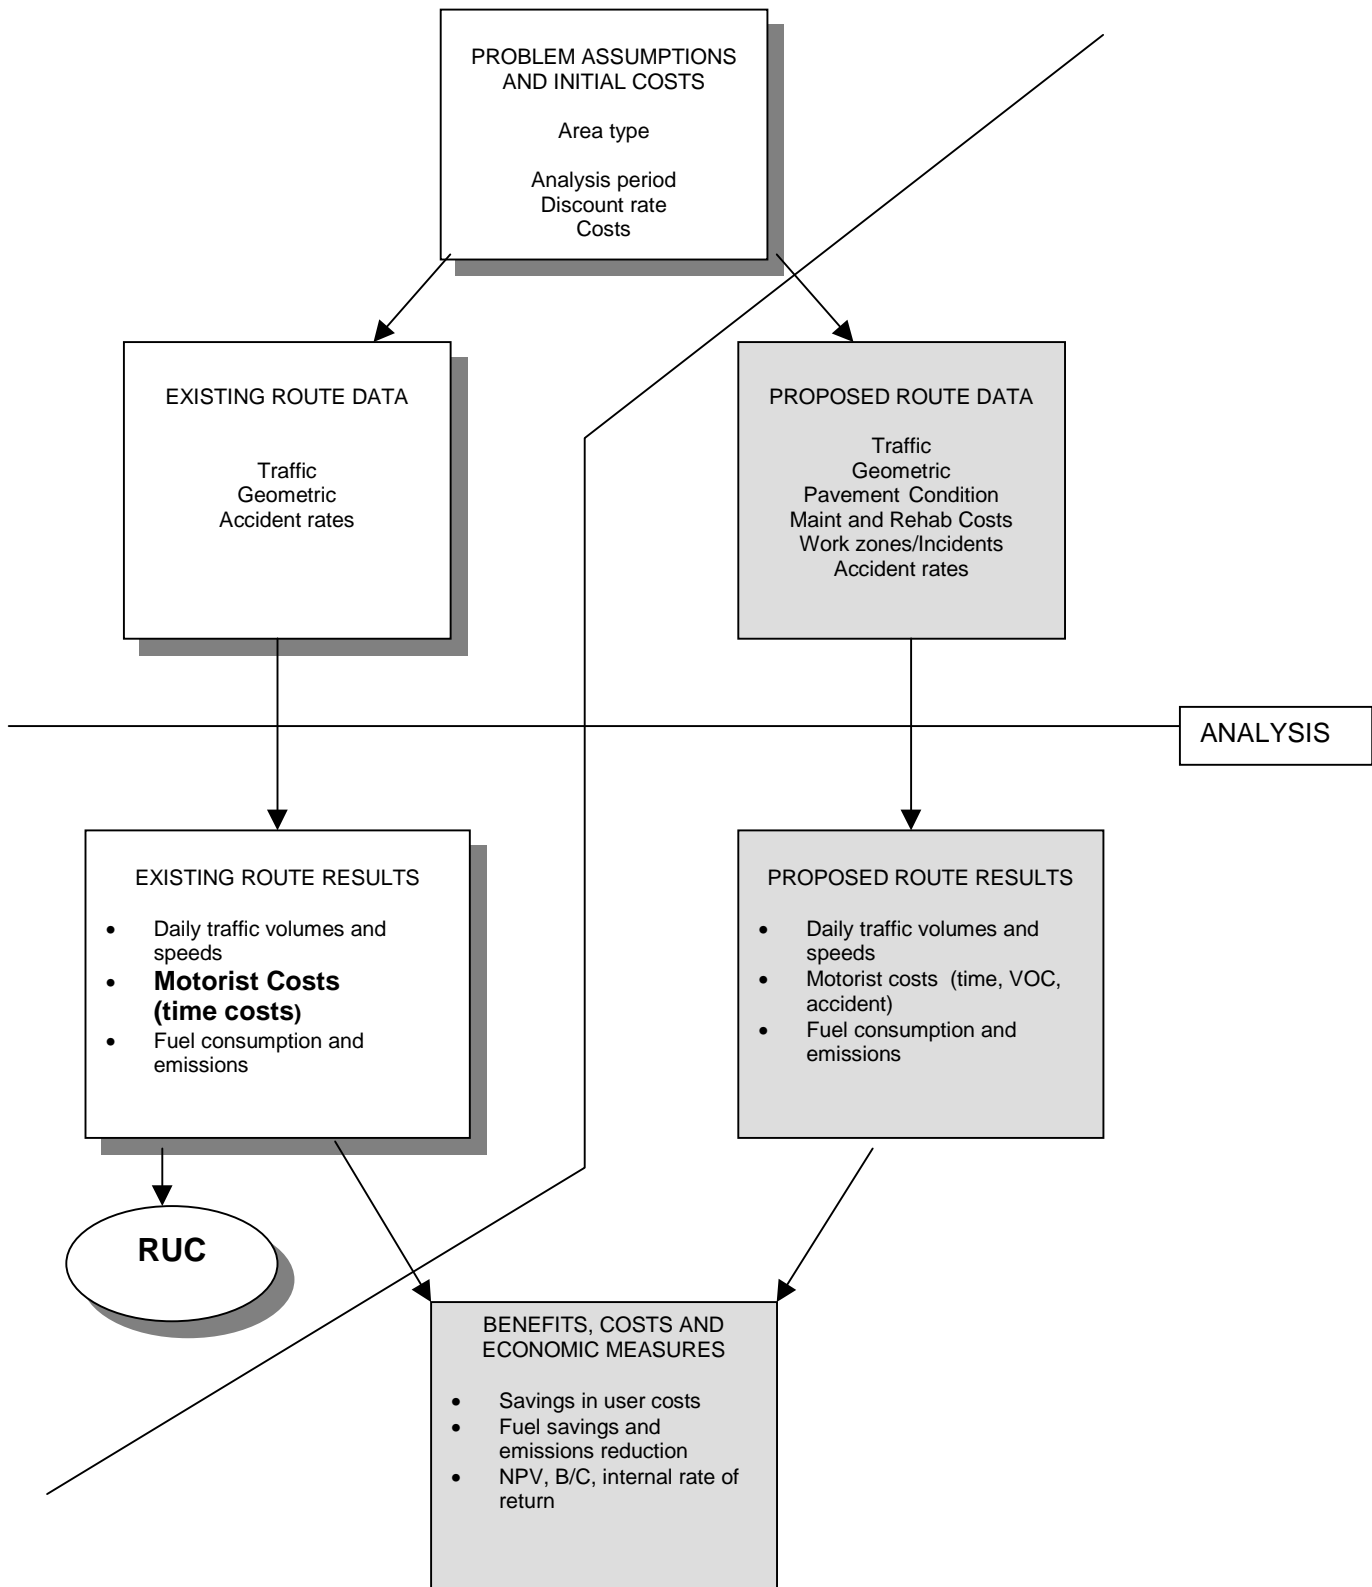 PROBLEM ASSUMPTIONS
AND INITIAL COSTS
Area type
Analysis period
Discount rate
Costs
EXISTING ROUTE DATA
Traffic
Geometric
Accident rates
PROPOSED ROUTE DATA
Traffic
Geometric
Pavement Condition
Maint and Rehab Costs
Work zones/Incidents
Accident rates
ANALYSIS
EXISTING ROUTE RESULTS
• Daily traffic volumes and
speeds
• Motorist Costs
(time costs)
• Fuel consumption and
emissions
PROPOSED ROUTE RESULTS
• Daily traffic volumes and
speeds
• Motorist costs (time, VOC,
accident)
• Fuel consumption and
emissions
RUC
BENEFITS, COSTS AND
ECONOMIC MEASURES
• Savings in user costs
• Fuel savings and
emissions reduction
• NPV, B/C, internal rate of
return